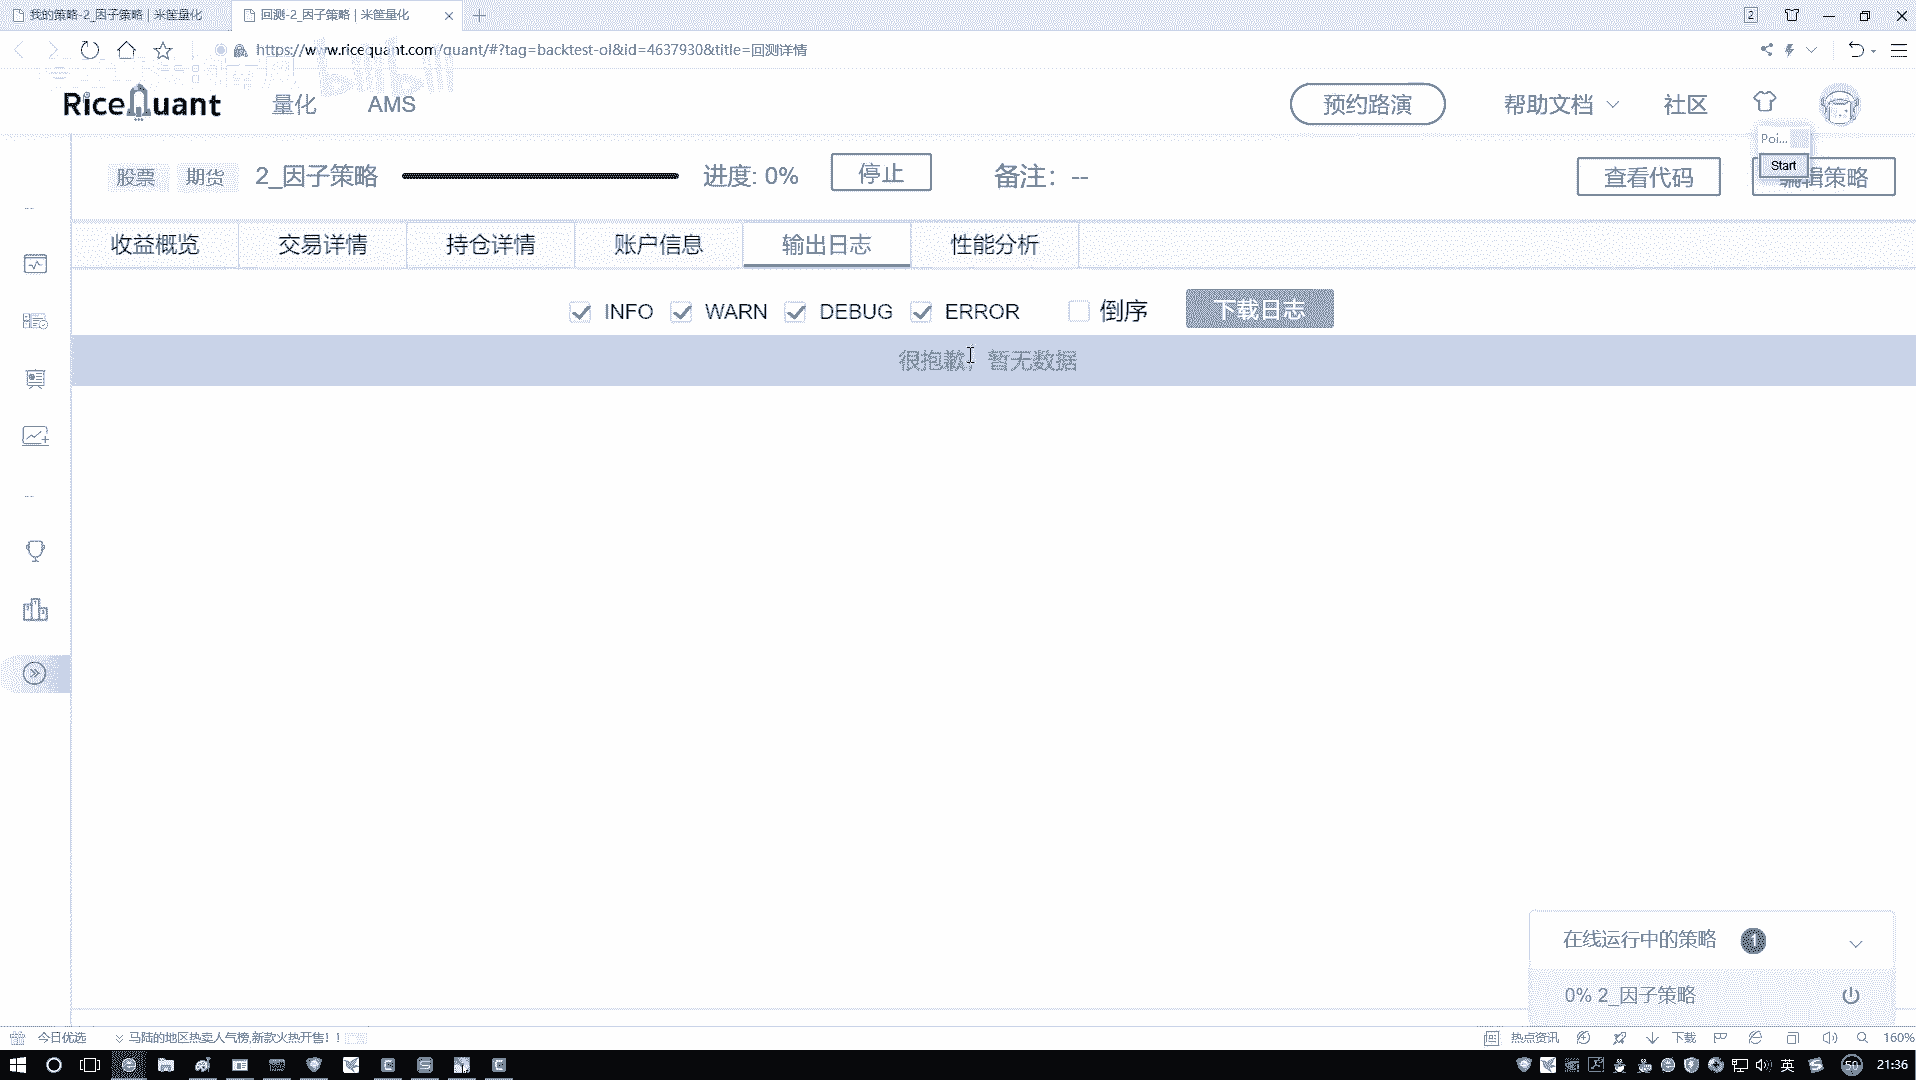 我的策略-2_因子策略 | 米筐量化
回测-2_因子策略 | 米筐量化
2
https://www.ricequant.com/quant/#?tag=backtest-ol&id=4637930&title=回测详情
bilibili
RiceQuant
量化
AMS
预约路演
帮助文档
社区
Poi...
Start
股票
期货
2_因子策略
进度: 0%
停止
备注: --
查看代码
编辑策略
收益概览
交易详情
持仓详情
账户信息
输出日志
性能分析
INFO
WARN
DEBUG
ERROR
倒序
下载日志
很抱歉，暂无数据
在线运行中的策略
1
0% 2_因子策略
今日优选
马陆的地区热卖人气榜,新款火热开售！！
热点资讯
下载
160%
英
50
21:36